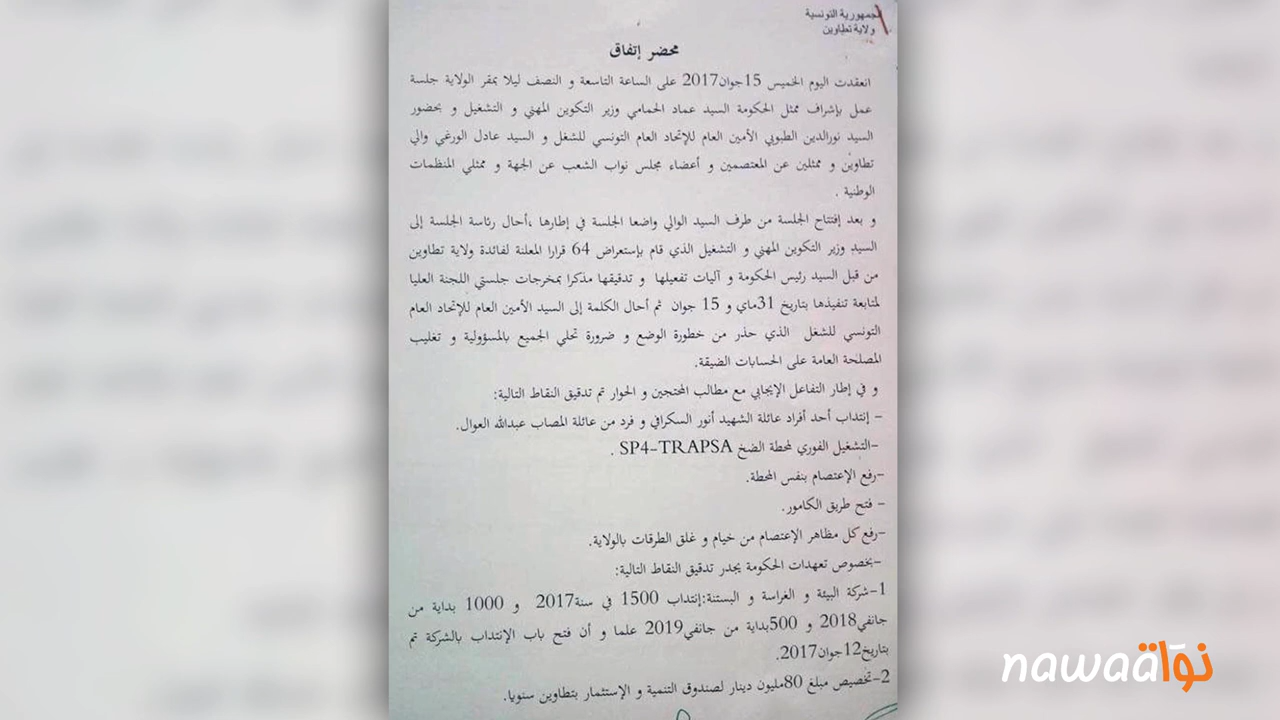 الجمهورية التونسية
ولاية تطاوين
محضر إتفاق
انعقدت اليوم الخميس 15جوان2017 على الساعة التاسعة و النصف ليلا بمقر الولاية جلسة
عمل بإشراف ممثل الحكومة السيد عماد الحمامي وزير التكوين المهني و التشغيل و بحضور
السيد نورالدين الطبوبي الأمين العام للإتحاد العام التونسي للشغل و السيد عادل الورغي والي
تطاوين و ممثلين عن المعتصمين و أعضاء مجلس نواب الشعب عن الجهة و ممثلي المنظمات
الوطنية .
و بعد إفتتاح الجلسة من طرف السيد الوالي واضعا الجلسة في إطارها ،أحال رئاسة الجلسة إلى
السيد وزير التكوين المهني و التشغيل الذي قام بإستعراض 64 قرارا المعلنة لفائدة ولاية تطاوين
من قبل السيد رئيس الحكومة و آليات تفعيلها و تدقيقها مذكرا بمخرجات جلستي اللجنة العليا
لمتابعة تنفيذها بتاريخ 31ماي و 15 جوان ثم أحال الكلمة إلى السيد الأمين العام للإتحاد العام
التونسي للشغل الذي حذر من خطورة الوضع و ضرورة تحلي الجميع بالمسؤولية و تغليب
المصلحة العامة على الحسابات الضيقة.
و في إطار التفاعل الإيجابي مع مطالب المحتجين و الحوار تم تدقيق النقاط التالية:
- إنتداب أحد أفراد عائلة الشهيد أنور السكرافي و فرد من عائلة المصاب عبدالله العوال.
-التشغيل الفوري لمحطة الضخ SP4-TRAPSA .
-رفع الإعتصام بنفس المحطة.
- فتح طريق الكامور.
-رفع كل مظاهر الإعتصام من خيام و غلق الطرقات بالولاية.
-بخصوص تعهدات الحكومة يجدر تدقيق النقاط التالية:
1-شركة البيئة و الغراسة و البستنة:إنتداب 1500 في سنة2017 و 1000 بداية من
جانفي2018 و 500بداية من جانفي2019 علما و أن فتح باب الإنتداب بالشركة تم
بتاريخ12جوان2017.
2-تخصيص مبلغ 80مليون دينار لصندوق التنمية و الإستثمار بتطاوين سنويا.
nawaa نواة